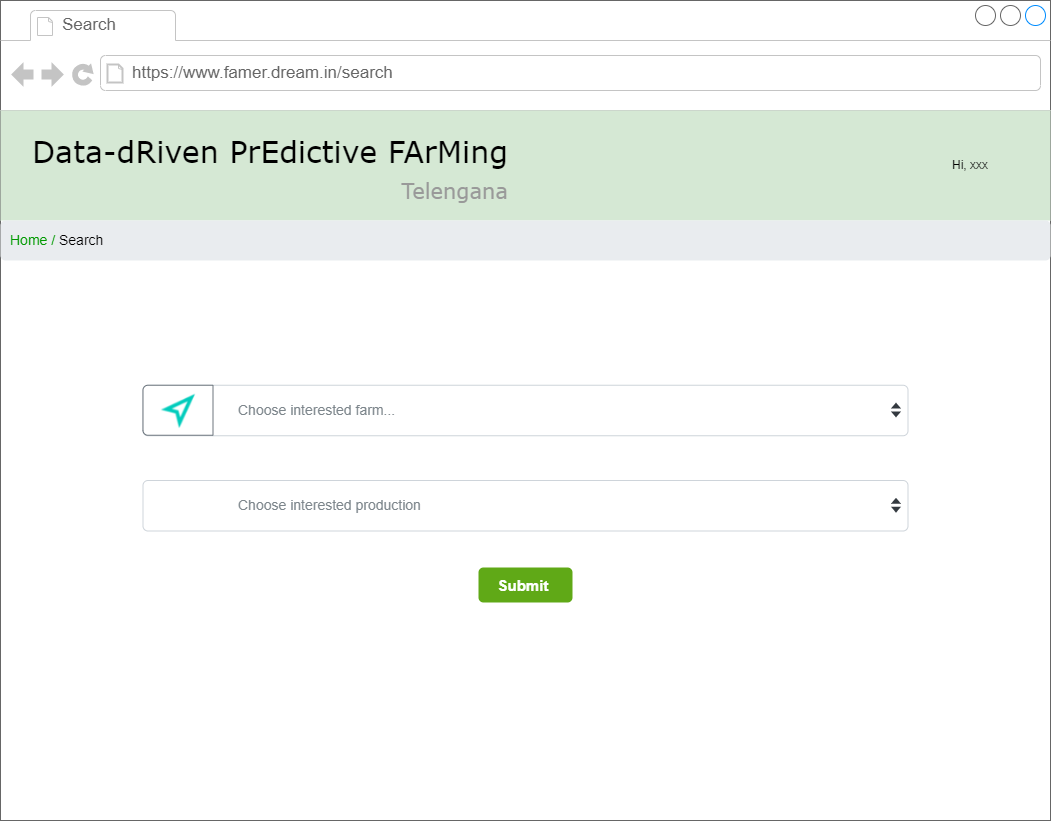 Search
https://www.famer.dream.in/search
Data-dRiven PrEdictive FArMing
Telengana
Hi, xxx
Home / Search
Choose interested farm...
Choose interested production
Submit